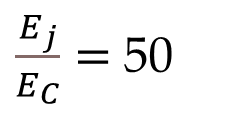 E_j / E_C = 50